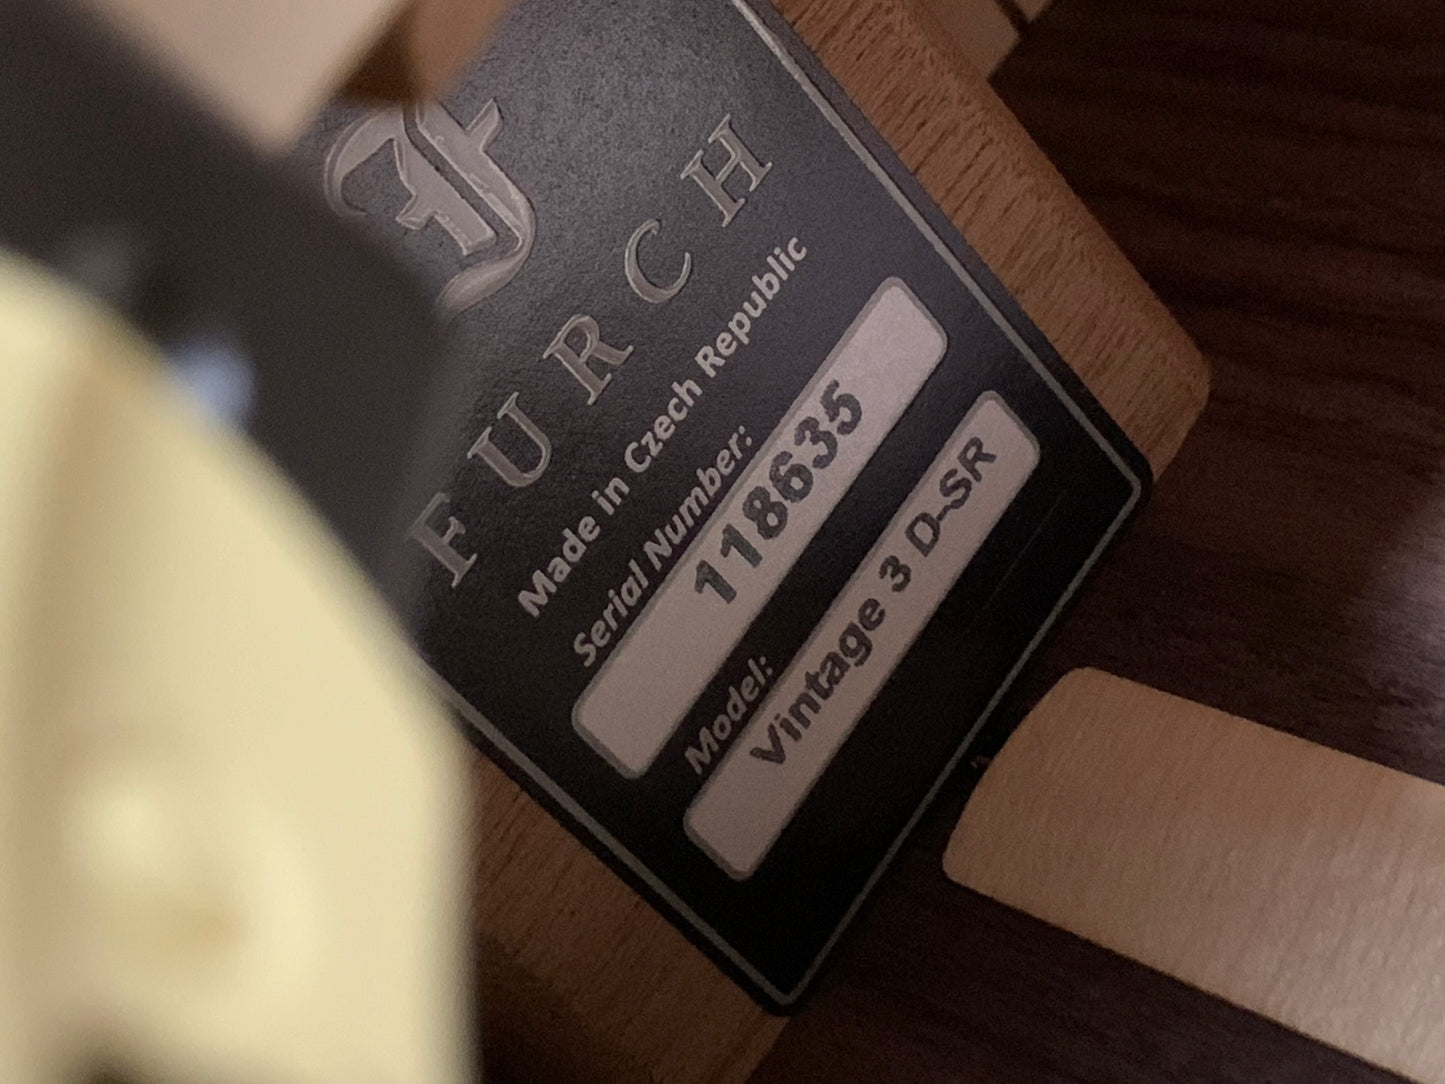 F
FURCH
Made in Czech Republic
Serial Number:
118635
Model:
Vintage 3 D-SR